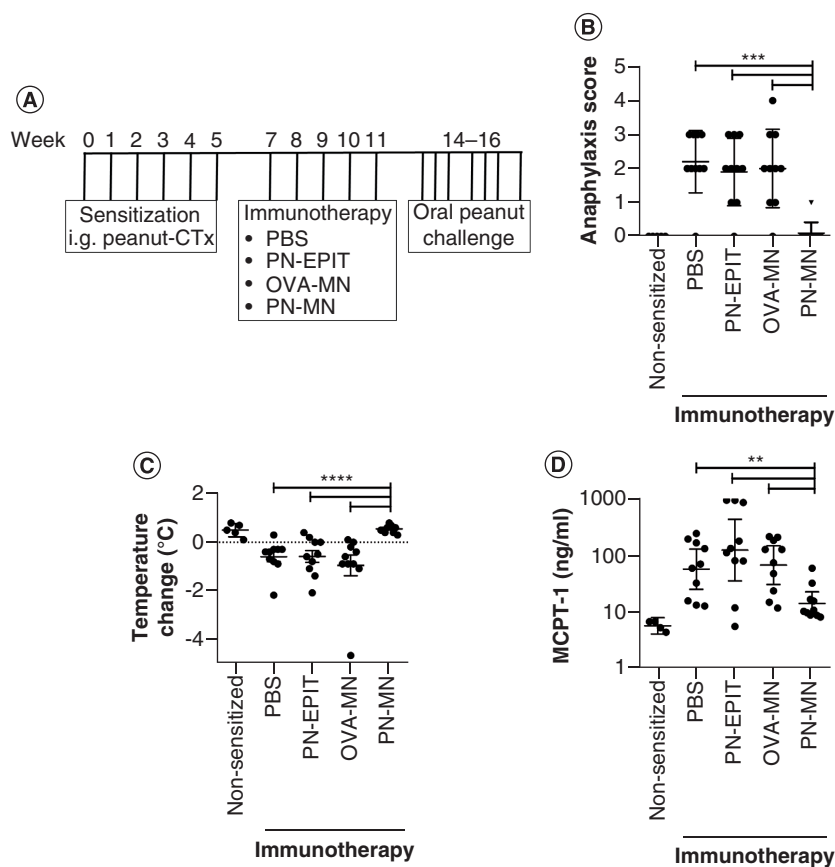 A
Week 0 1 2 3 4 5 7 8 9 10 11 14–16
Sensitization
i.g. peanut-CTx
Immunotherapy
• PBS
• PN-EPIT
• OVA-MN
• PN-MN
Oral peanut
challenge
B
***
Anaphylaxis score
5
4
3
2
1
0
Non-sensitized
PBS
PN-EPIT
OVA-MN
PN-MN
Immunotherapy
C
****
Temperature
change (°C)
2
0
-2
-4
Non-sensitized
PBS
PN-EPIT
OVA-MN
PN-MN
Immunotherapy
D
**
MCPT-1 (ng/ml)
1000
100
10
1
Non-sensitized
PBS
PN-EPIT
OVA-MN
PN-MN
Immunotherapy